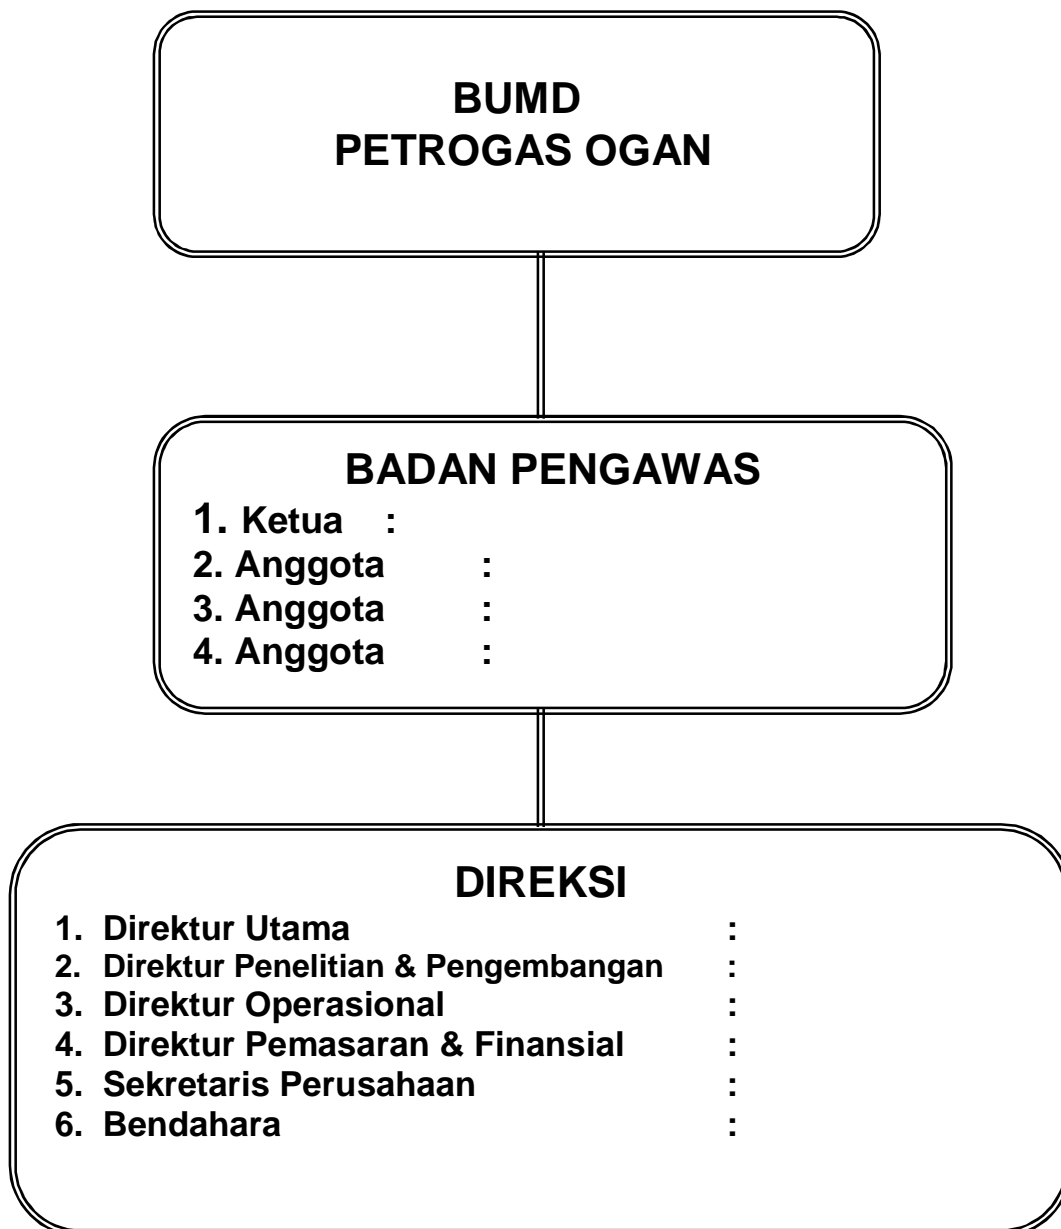 BUMD
PETROGAS OGAN
BADAN PENGAWAS
1. Ketua :
2. Anggota :
3. Anggota :
4. Anggota :
DIREKSI
1. Direktur Utama :
2. Direktur Penelitian & Pengembangan :
3. Direktur Operasional :
4. Direktur Pemasaran & Finansial :
5. Sekretaris Perusahaan :
6. Bendahara :